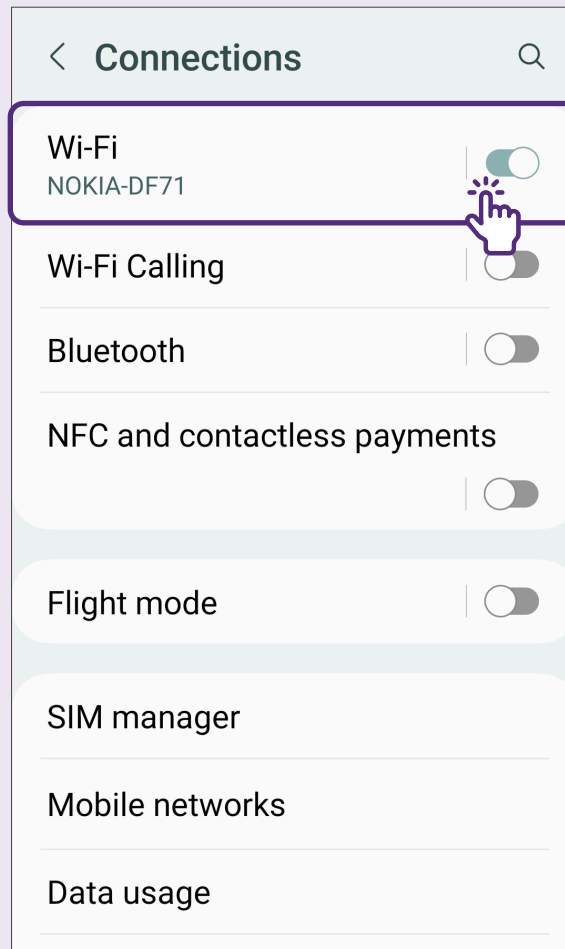 Connections
Wi-Fi
NOKIA-DF71
Wi-Fi Calling
Bluetooth
NFC and contactless payments
Flight mode
SIM manager
Mobile networks
Data usage